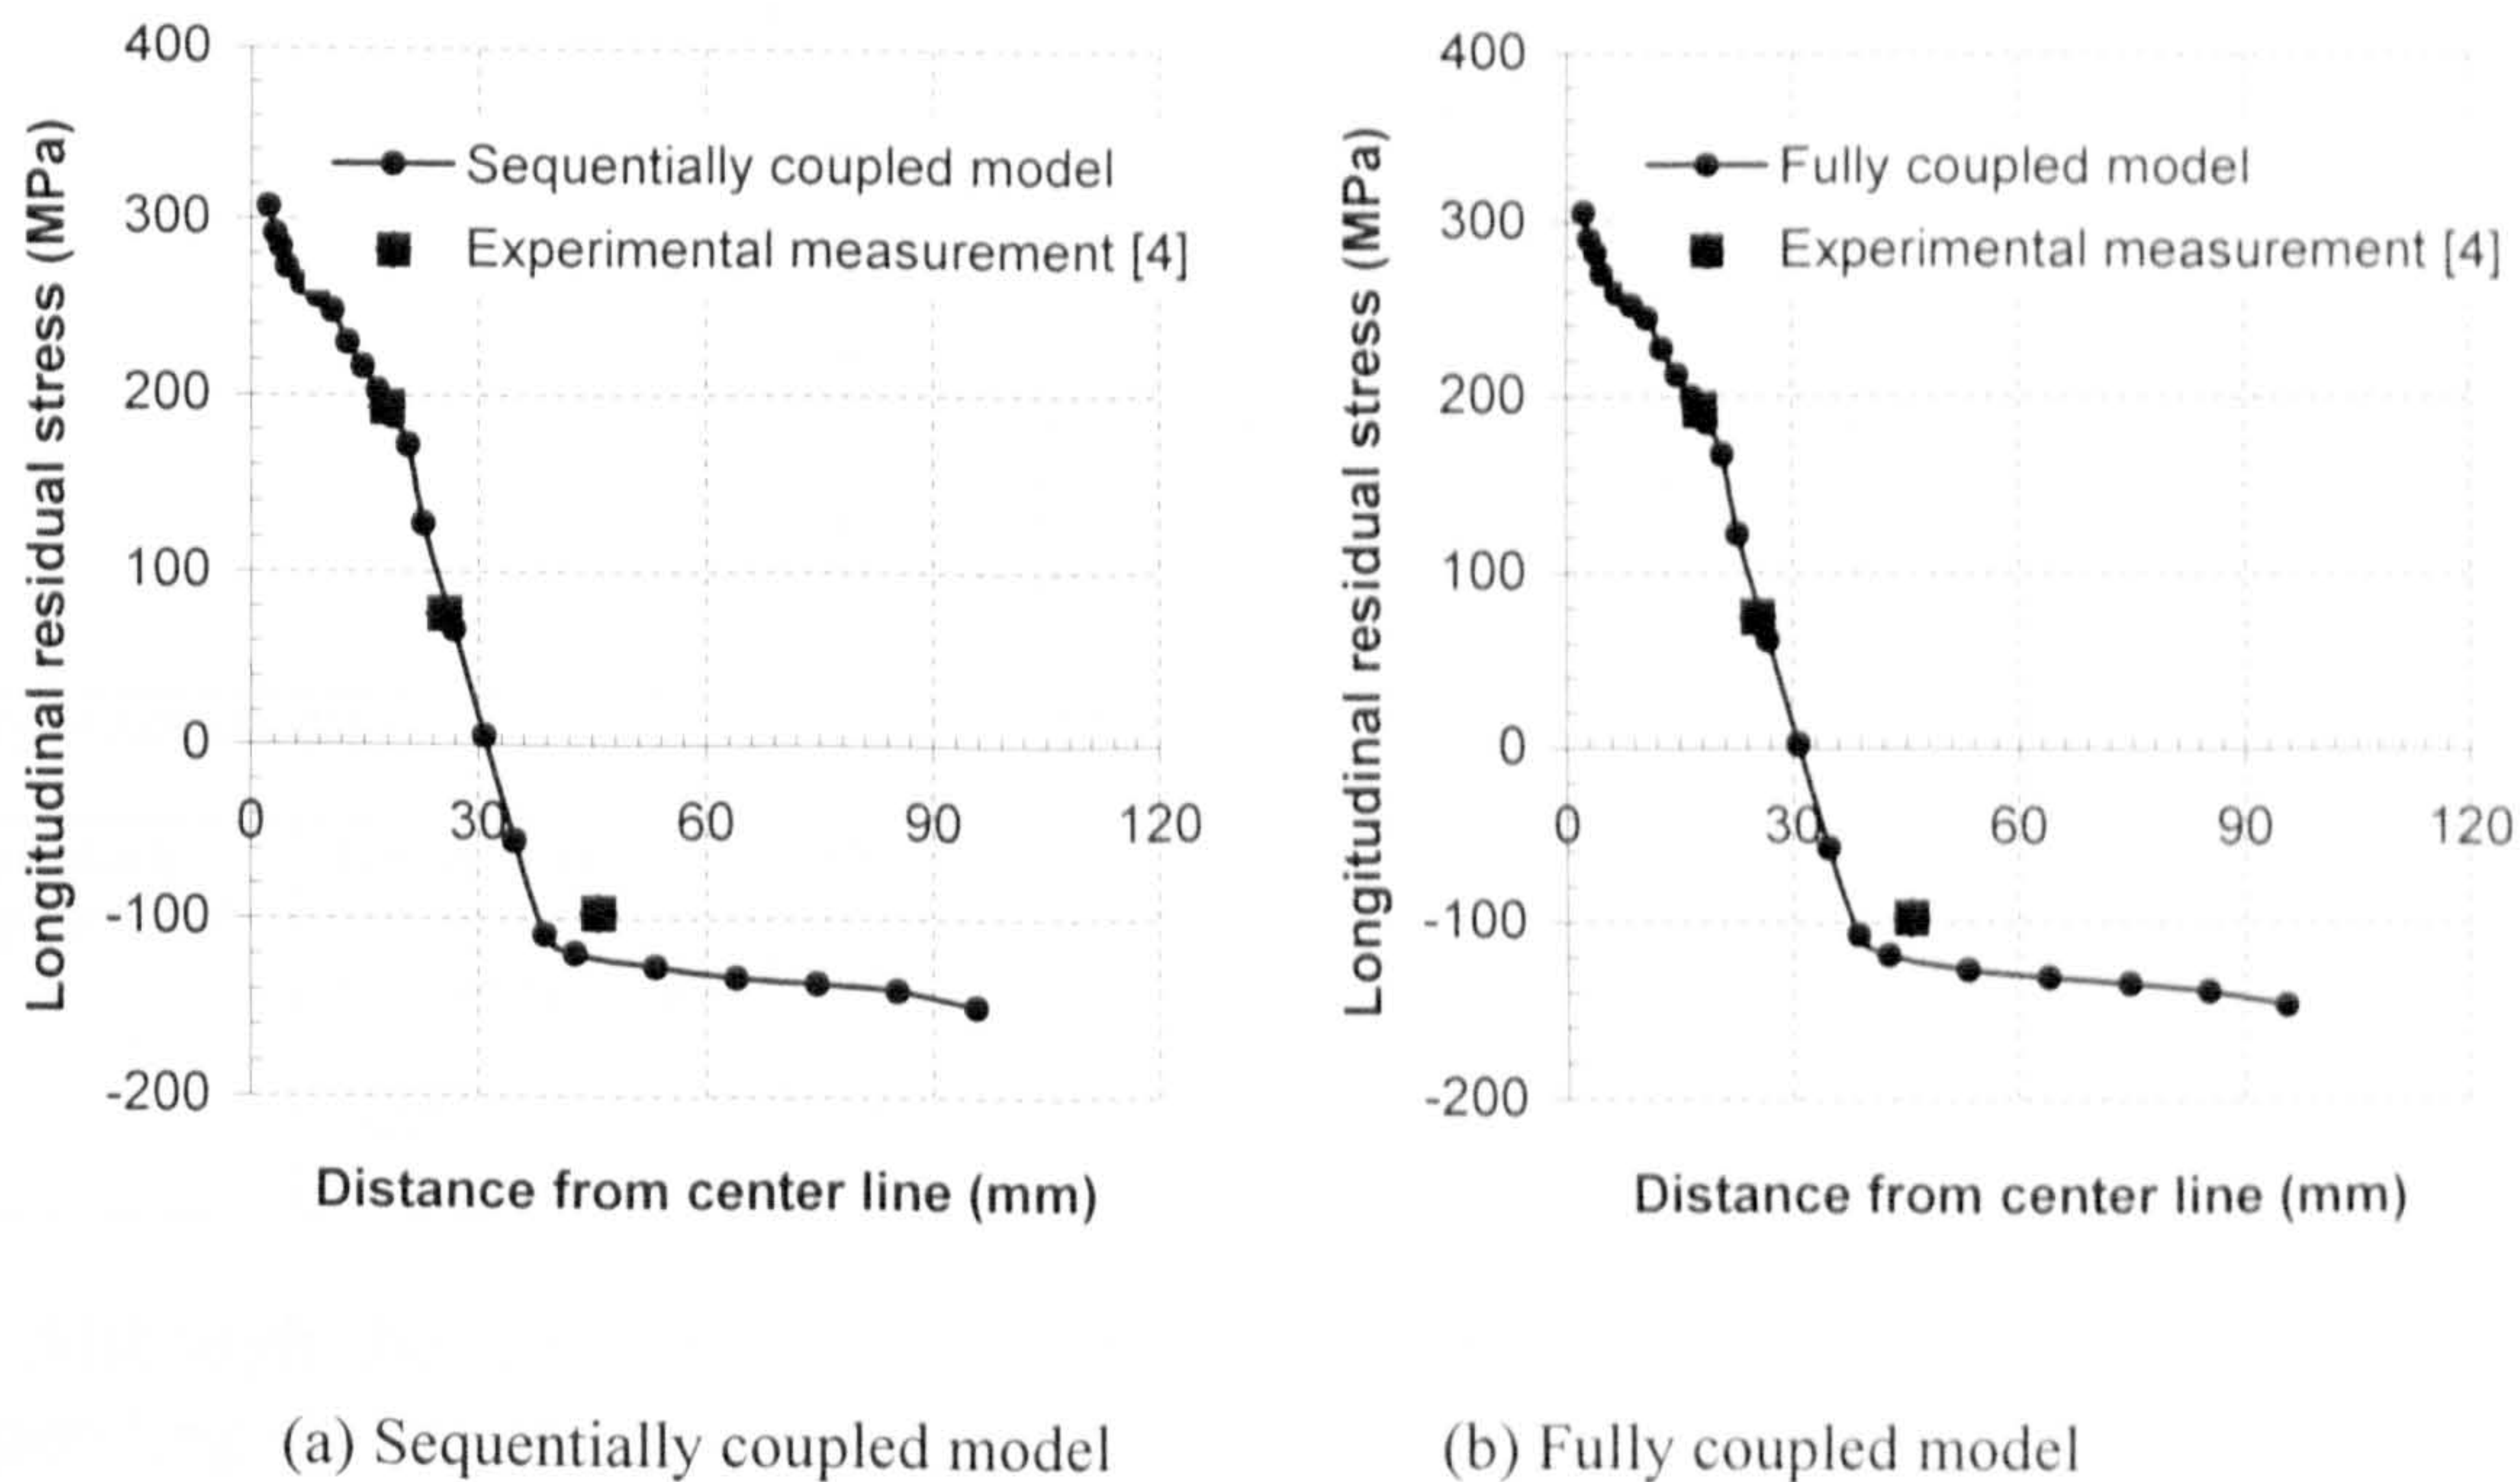 Longitudinal residual stress (MPa)
400
300
200
100
0
-100
-200
Sequentially coupled model
Experimental measurement [4]
0 30 60 90 120
Distance from center line (mm)
(a) Sequentially coupled model
Longitudinal residual stress (MPa)
400
300
200
100
0
-100
-200
Fully coupled model
Experimental measurement [4]
0 30 60 90 120
Distance from center line (mm)
(b) Fully coupled model